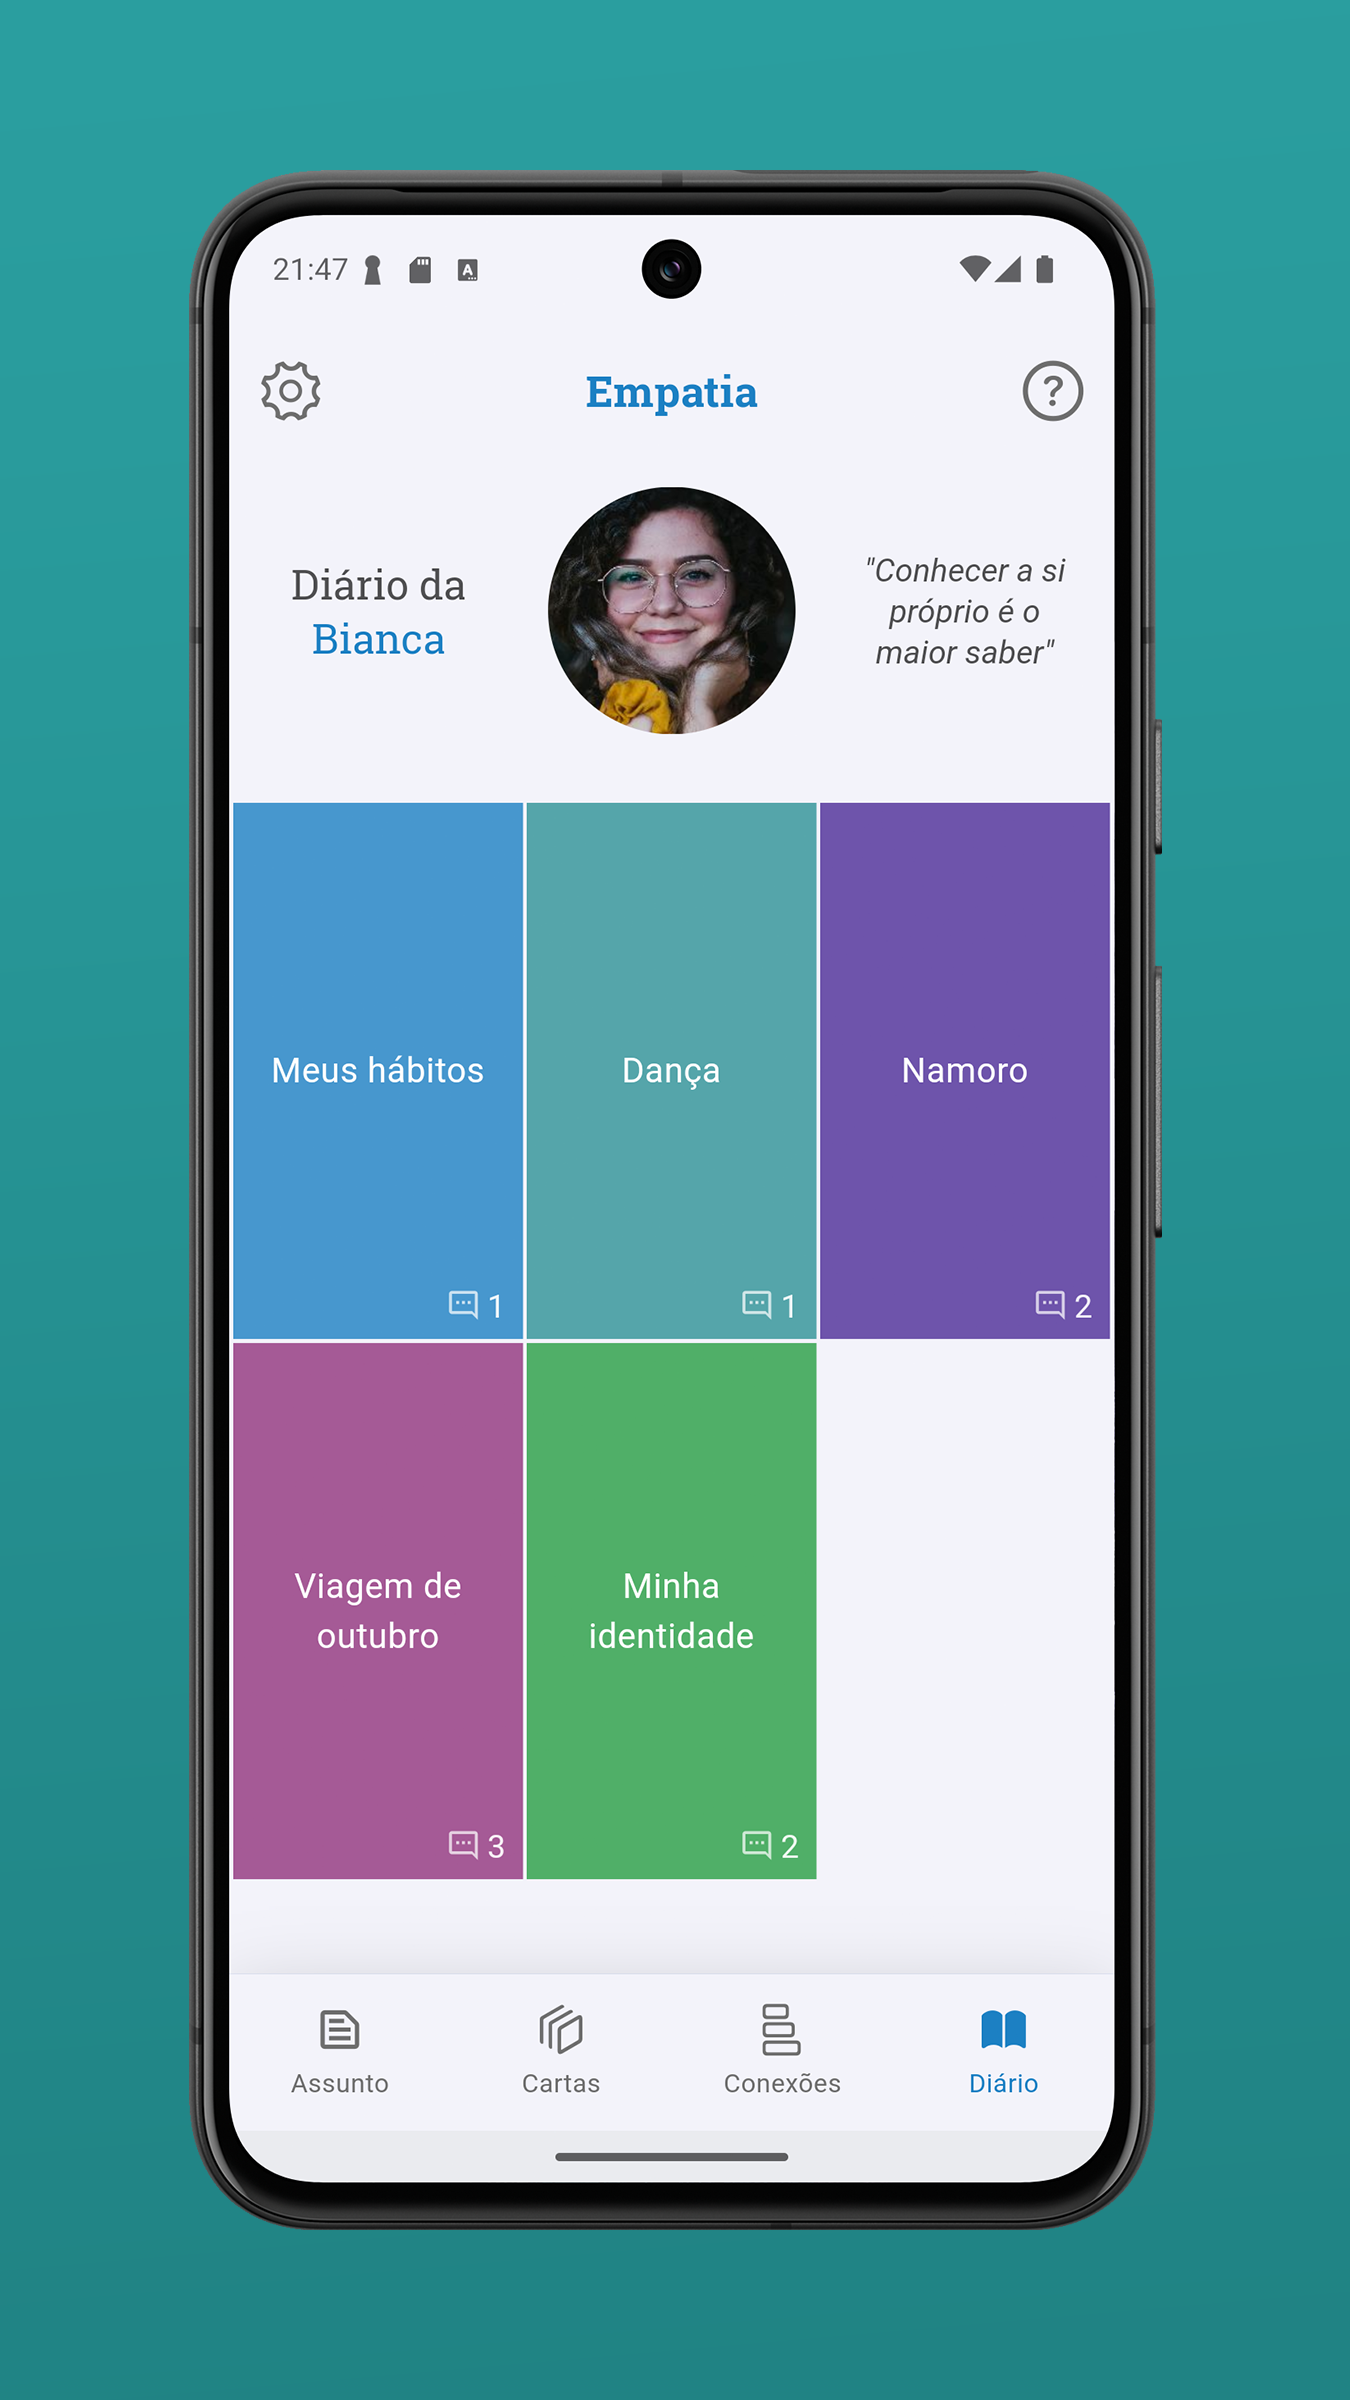 21:47
Empatia
Diário da
Bianca
"Conhecer a si
próprio é o
maior saber"
Meus hábitos
1
Dança
1
Namoro
2
Viagem de
outubro
3
Minha
identidade
2
Assunto
Cartas
Conexões
Diário